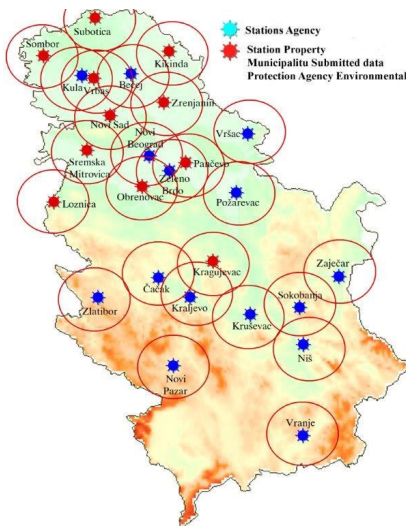 Stations Agency
Station Property
Municipalitu Submitted data
Protection Agency Environmental
Subotica
Sombor
Kikinda
Kula
Vrbas
Bečej
Zrenjanin
Novi Sad
Novi
Beograd
Vršac
Sremska
Mitrovica
Pančevo
Zeleno
Brdo
Obrenovac
Loznica
Požarevac
Kragujevac
Zaječar
Čačak
Zlatibor
Kraljevo
Sokobanja
Kruševac
Niš
Novi
Pazar
Vranje